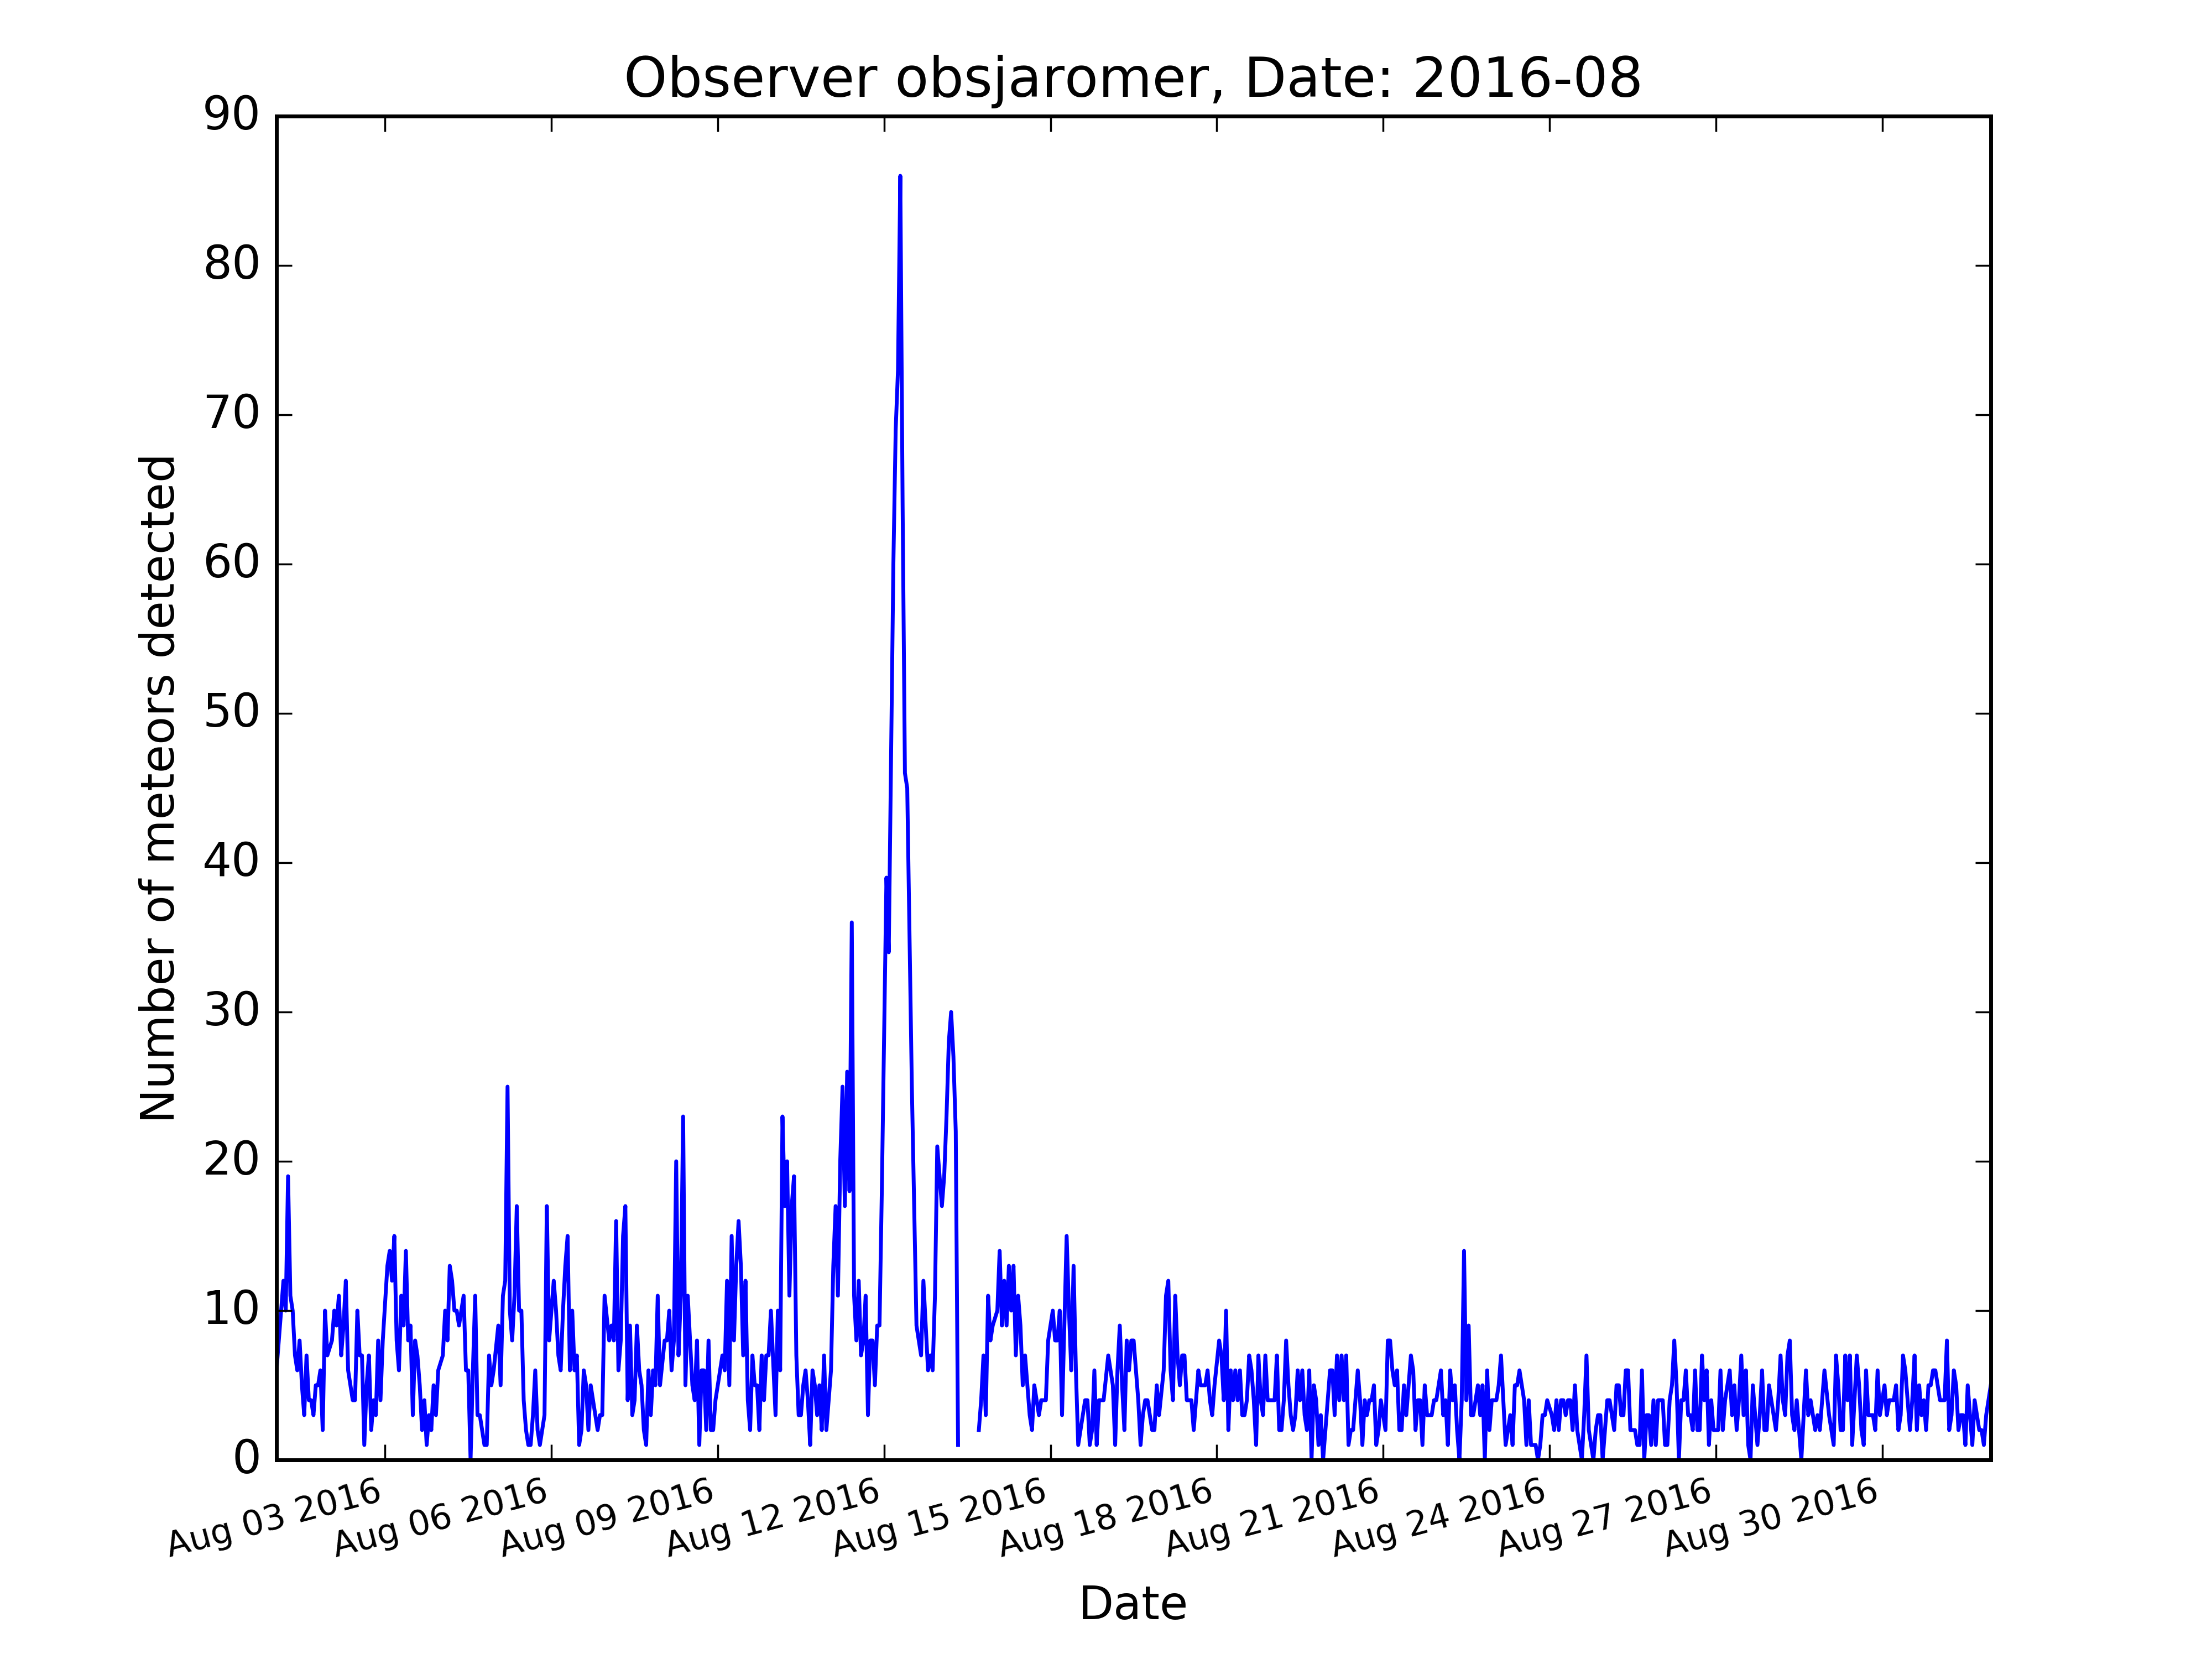 Observer obsjaromer, Date: 2016-08
90
80
70
60
50
40
30
20
10
0
Number of meteors detected
Aug 03 2016
Aug 06 2016
Aug 09 2016
Aug 12 2016
Aug 15 2016
Aug 18 2016
Aug 21 2016
Aug 24 2016
Aug 27 2016
Aug 30 2016
Date